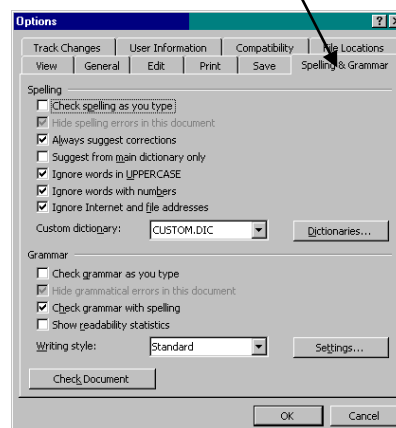 Options
Track Changes User Information Compatibility File Locations
View General Edit Print Save Spelling & Grammar
Spelling
Check spelling as you type
Hide spelling errors in this document
Always suggest corrections
Suggest from main dictionary only
Ignore words in UPPERCASE
Ignore words with numbers
Ignore Internet and file addresses
Custom dictionary: CUSTOM.DIC Dictionaries...
Grammar
Check grammar as you type
Hide grammatical errors in this document
Check grammar with spelling
Show readability statistics
Writing style: Standard Settings...
Check Document
OK Cancel